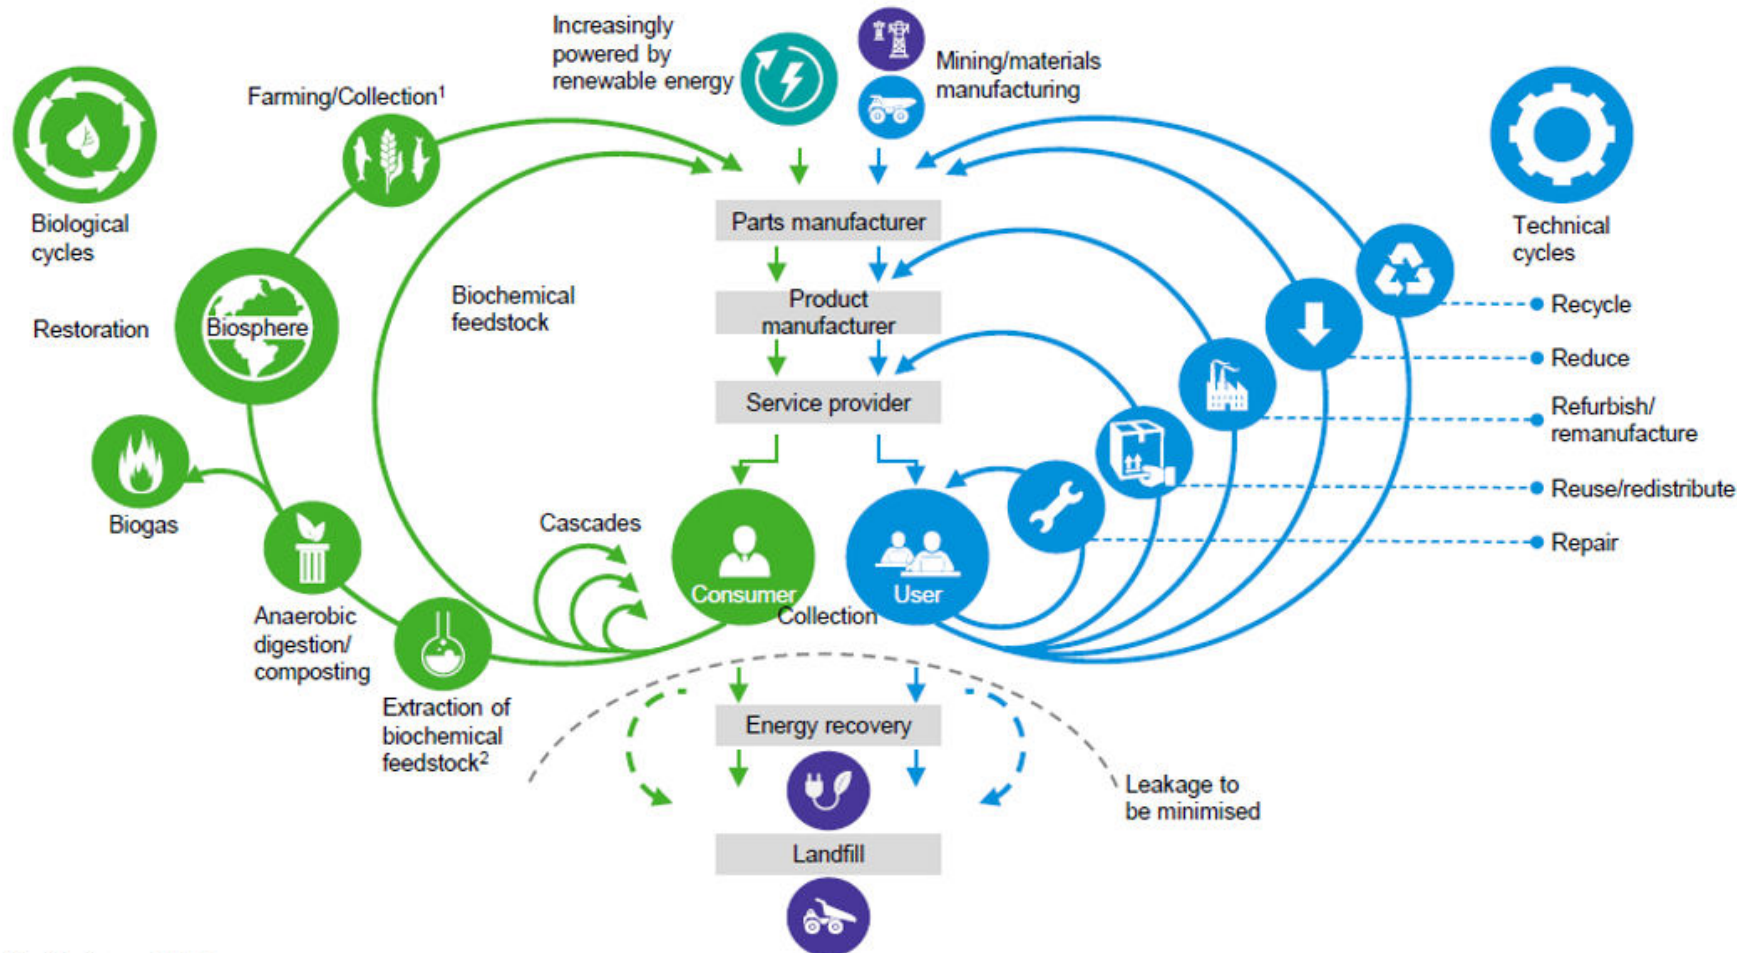 Increasingly
powered by
renewable energy
Mining/materials
manufacturing
Farming/Collection¹
Biological
cycles
Technical
cycles
Parts manufacturer
Biochemical
feedstock
Product
manufacturer
Restoration
Biosphere
Recycle
Reduce
Service provider
Refurbish/
remanufacture
Reuse/redistribute
Biogas
Cascades
Repair
Consumer
User
Collection
Anaerobic
digestion/
composting
Extraction of
biochemical
feedstock²
Energy recovery
Leakage to
be minimised
Landfill